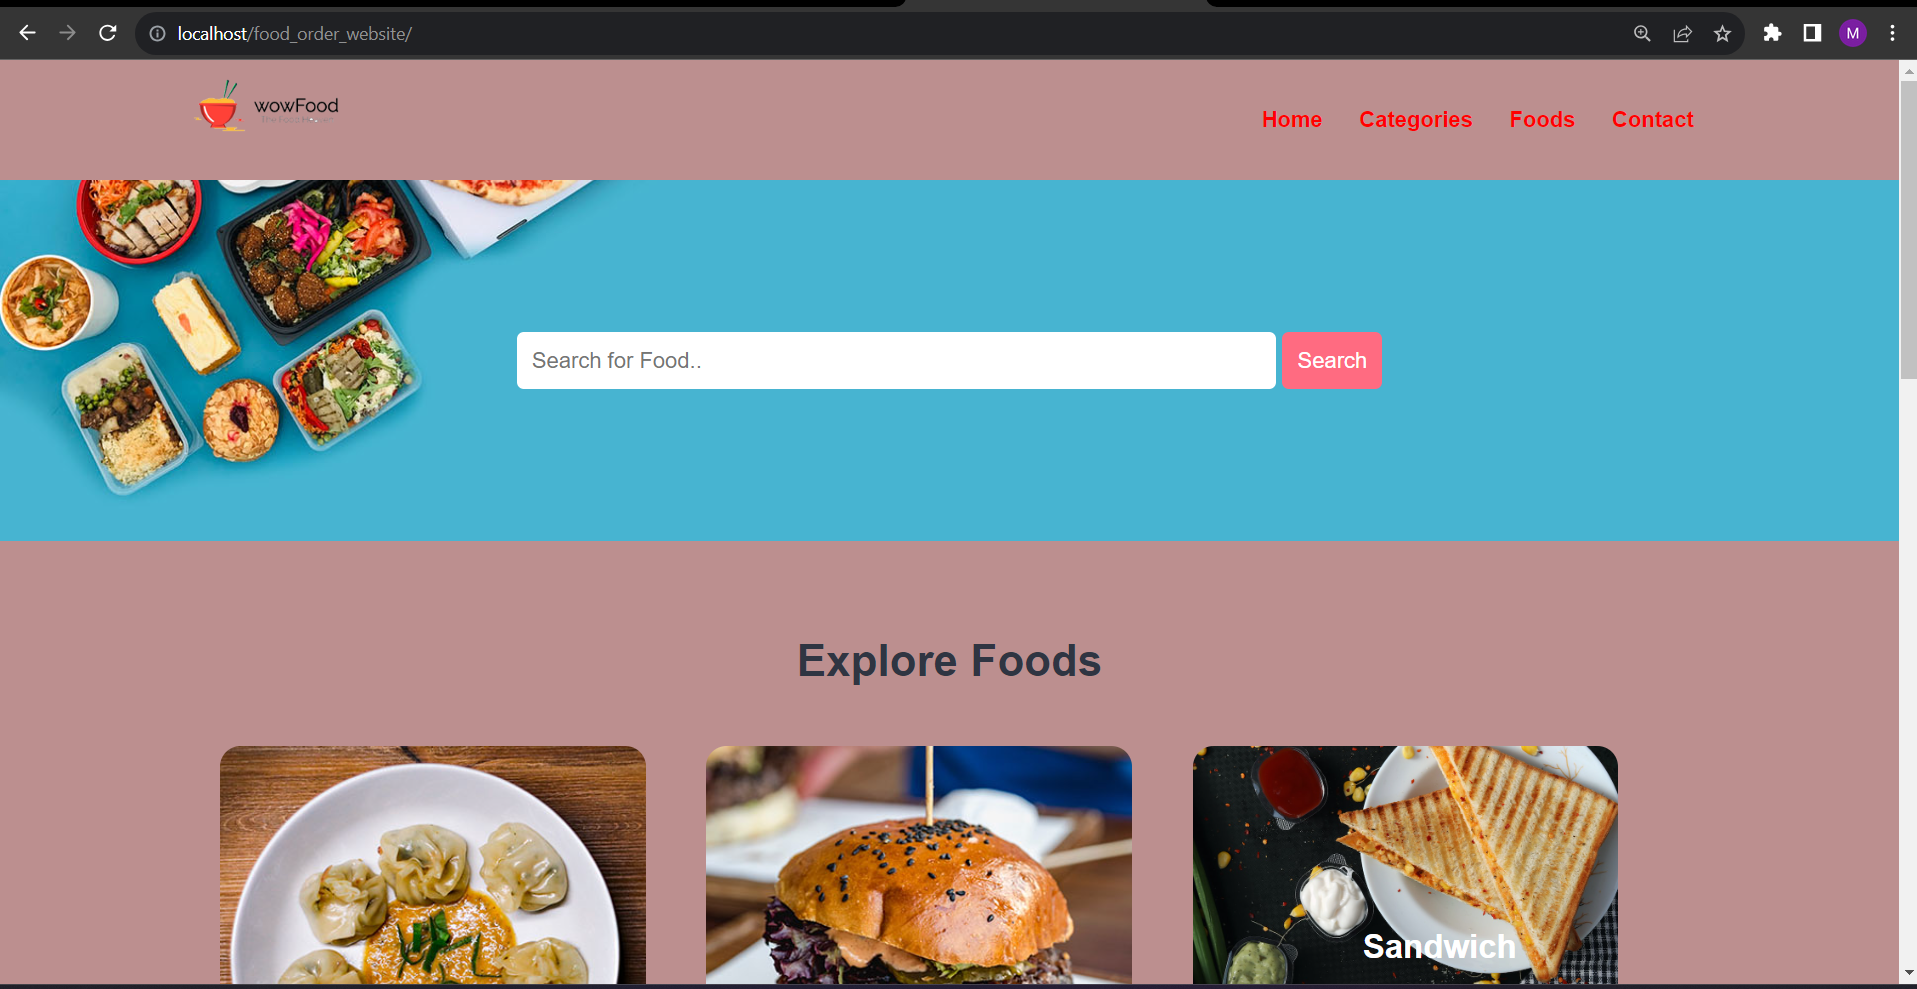 localhost/food_order_website/
M
wowFood
Home Categories Foods Contact
Search for Food..
Search
Explore Foods
Sandwich